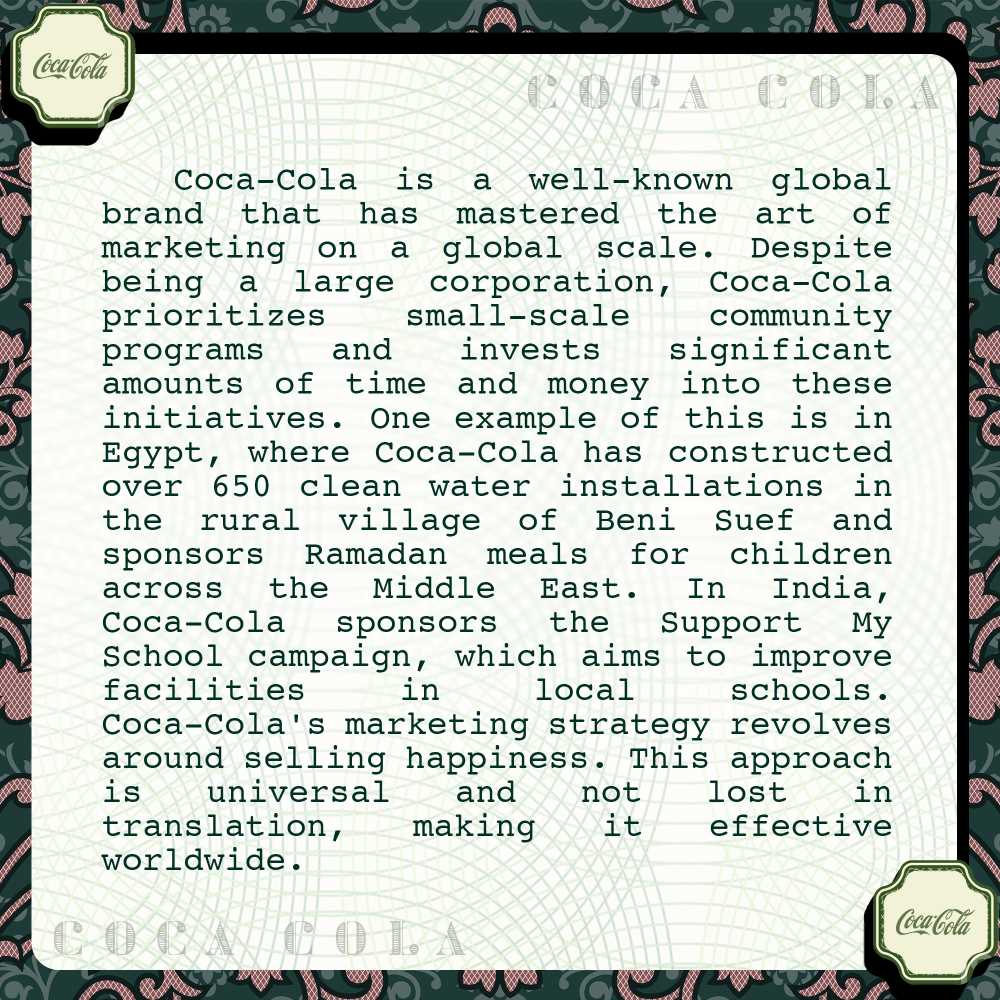 Coca-Cola
COCA COLA
Coca-Cola is a well-known global
brand that has mastered the art of
marketing on a global scale. Despite
being a large corporation, Coca-Cola
prioritizes small-scale community
programs and invests significant
amounts of time and money into these
initiatives. One example of this is in
Egypt, where Coca-Cola has constructed
over 650 clean water installations in
the rural village of Beni Suef and
sponsors Ramadan meals for children
across the Middle East. In India,
Coca-Cola sponsors the Support My
School campaign, which aims to improve
facilities in local schools.
Coca-Cola's marketing strategy revolves
around selling happiness. This approach
is universal and not lost in
translation, making it effective
worldwide.
Coca-Cola
COCA COLA